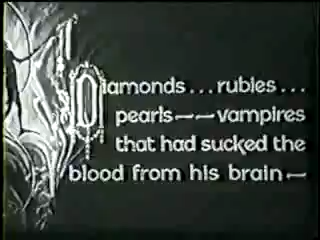 Diamonds...rubies...
pearls——vampires
that had sucked the
blood from his brain—